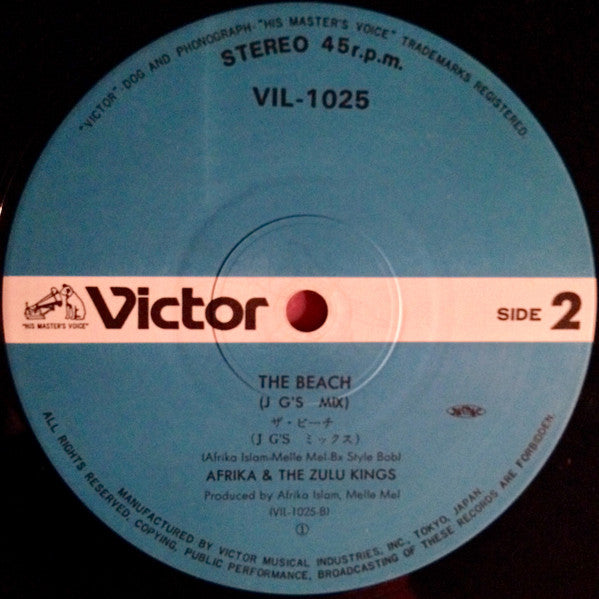 "VICTOR"-DOG AND PHONOGRAPH-"HIS MASTER'S VOICE" TRADEMARKS REGISTERED.
STEREO 45r.p.m.
VIL-1025
"HIS MASTER'S VOICE"
Victor
SIDE 2
THE BEACH
(J G'S MIX)
ザ・ビーチ
(J G'S ミックス)
(Afrika Islam-Melle Mel-Bx Style Bob)
AFRIKA & THE ZULU KINGS
Produced by Afrika Islam, Melle Mel
(VIL-1025-B)
①
MANUFACTURED BY VICTOR MUSICAL INDUSTRIES, INC., TOKYO, JAPAN
ALL RIGHTS RESERVED. COPYING, PUBLIC PERFORMANCE, BROADCASTING OF THESE RECORDS ARE FORBIDDEN.